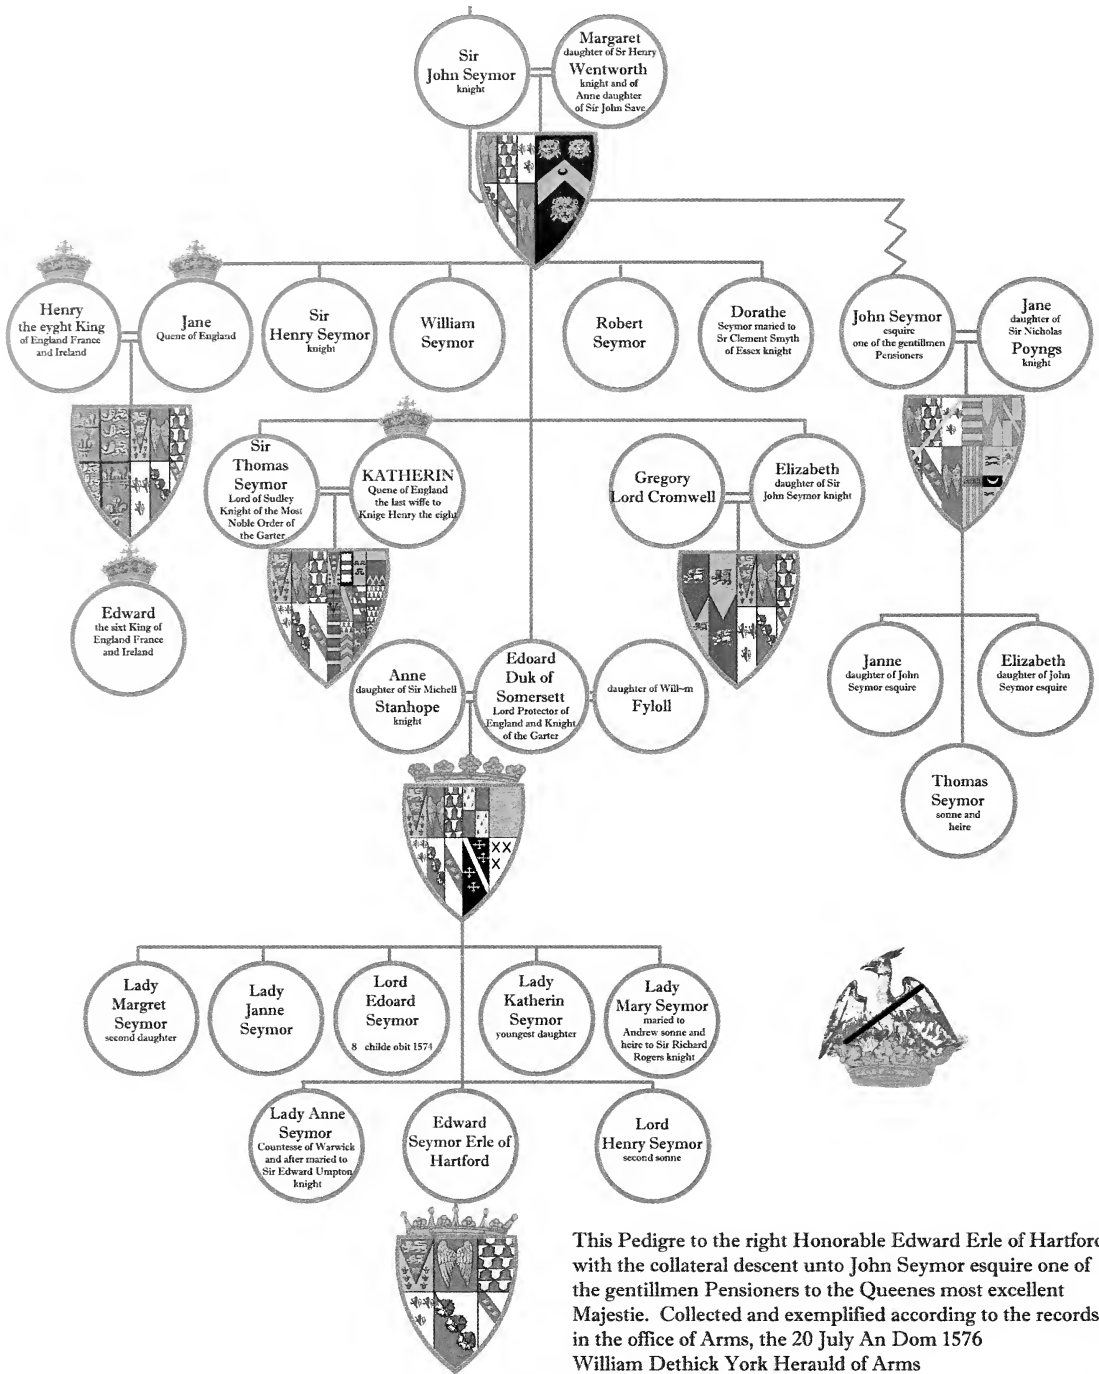 Sir
John Seymor
knight
Margaret
daughter of Sr Henry
Wentworth
knight and of
Anne daughter
of Sir John Save
Henry
the eyght King
of England France
and Ireland
Jane
Quene of England
Sir
Henry Seymor
knight
William
Seymor
Robert
Seymor
Dorathe
Seymor maried to
Sr Clement Smyth
of Essex knight
John Seymor
esquire
one of the gentillmen
Pensioners
Jane
daughter of
Sir Nicholas
Poyngs
knight
Sir
Thomas
Seymor
Lord of Sudley
Knight of the Most
Noble Order of
the Garter
KATHERIN
Quene of England
the last wiffe to
Knige Henry the eight
Gregory
Lord Cromwell
Elizabeth
daughter of Sir
John Seymor knight
Edward
the sixt King of
England France
and Ireland
Anne
daughter of Sir Michell
Stanhope
knight
Edoard
Duk of
Somersett
Lord Protector of
England and Knight
of the Garter
daughter of Will~m
Fyloll
Janne
daughter of John
Seymor esquire
Elizabeth
daughter of John
Seymor esquire
Thomas
Seymor
sonne and
heire
Lady
Margret
Seymor
second daughter
Lady
Janne
Seymor
Lord
Edoard
Seymor
8 childe obit 1574
Lady
Katherin
Seymor
youngest daughter
Lady
Mary Seymor
maried to
Andrew sonne and
heire to Sir Richard
Rogers knight
Lady Anne
Seymor
Countesse of Warwick
and after maried to
Sir Edward Umpton
knight
Edward
Seymor Erle of
Hartford
Lord
Henry Seymor
second sonne
This Pedigre to the right Honorable Edward Erle of Hartford
with the collateral descent unto John Seymor esquire one of
the gentillmen Pensioners to the Queenes most excellent
Majestie. Collected and exemplified according to the records
in the office of Arms, the 20 July An Dom 1576
William Dethick York Herauld of Arms